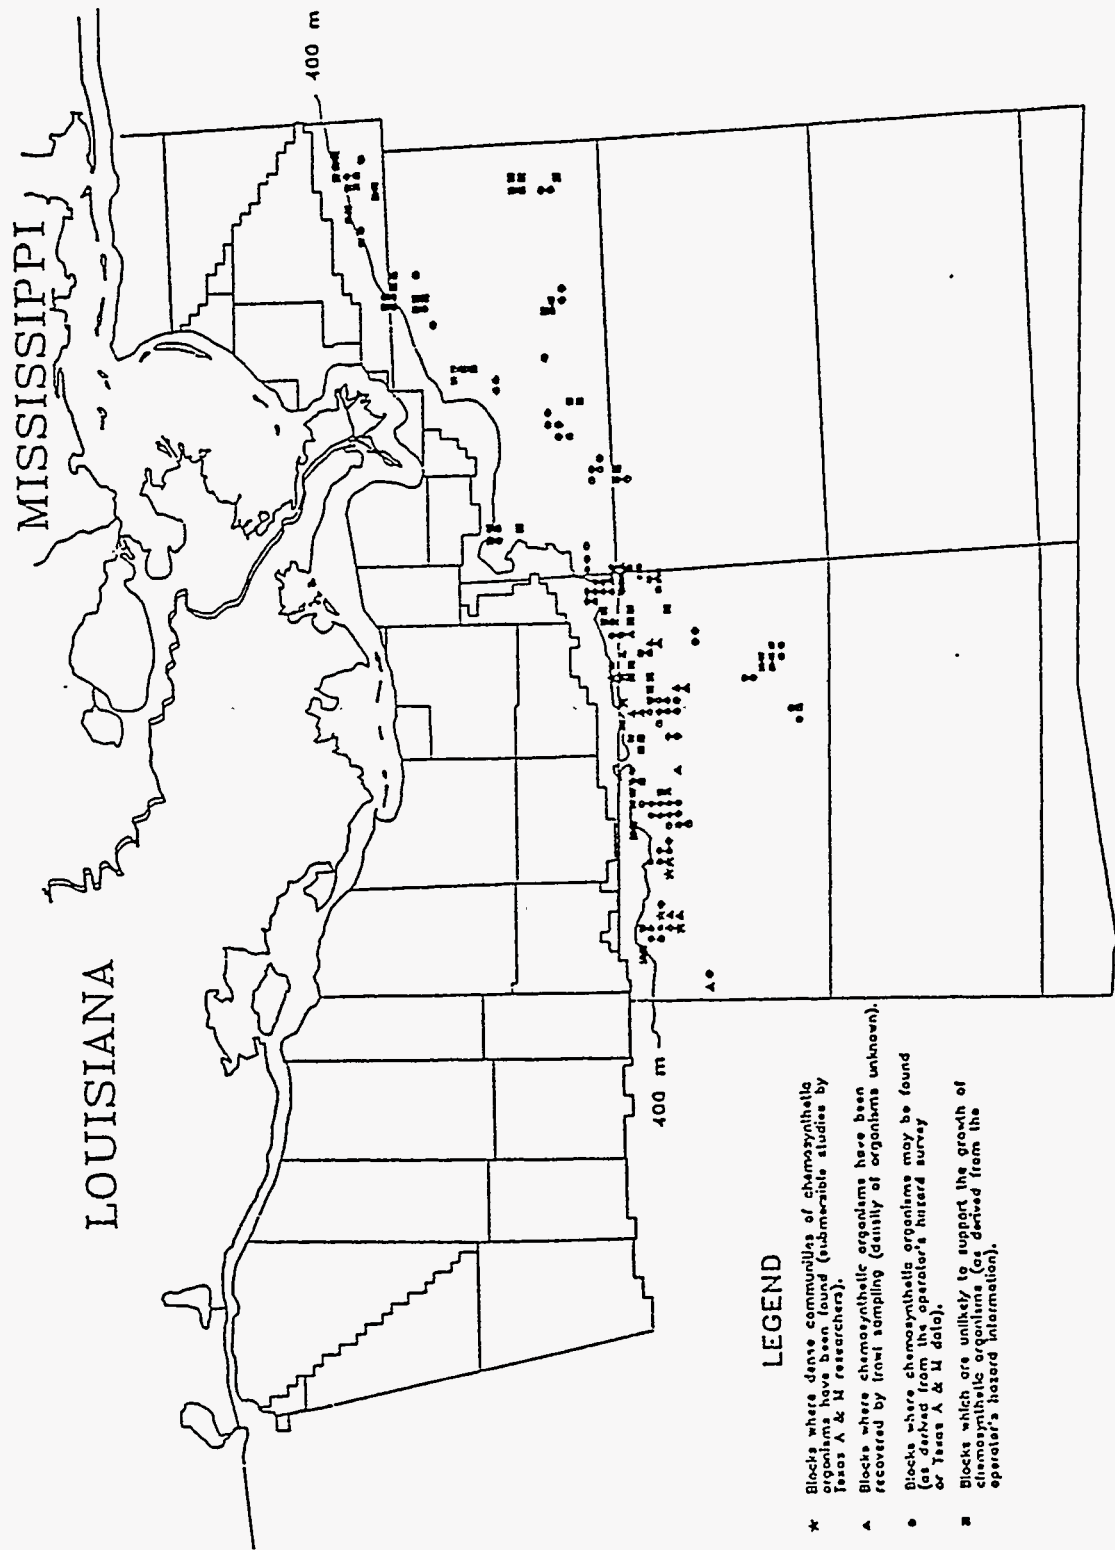 MISSISSIPPI
LOUISIANA
400 m
400 m
LEGEND
★ Blocks where dense communities of chemosynthetic
organisms have been found (submersible studies by
Texas A & M researchers).
▲ Blocks where chemosynthetic organisms have been
recovered by trawl sampling (density of organisms unknown).
● Blocks where chemosynthetic organisms may be found
(as derived from the operator's hazard survey
or Texas A & M data).
■ Blocks which are unlikely to support the growth of
chemosynthetic organisms (as derived from the
operator's hazard information).